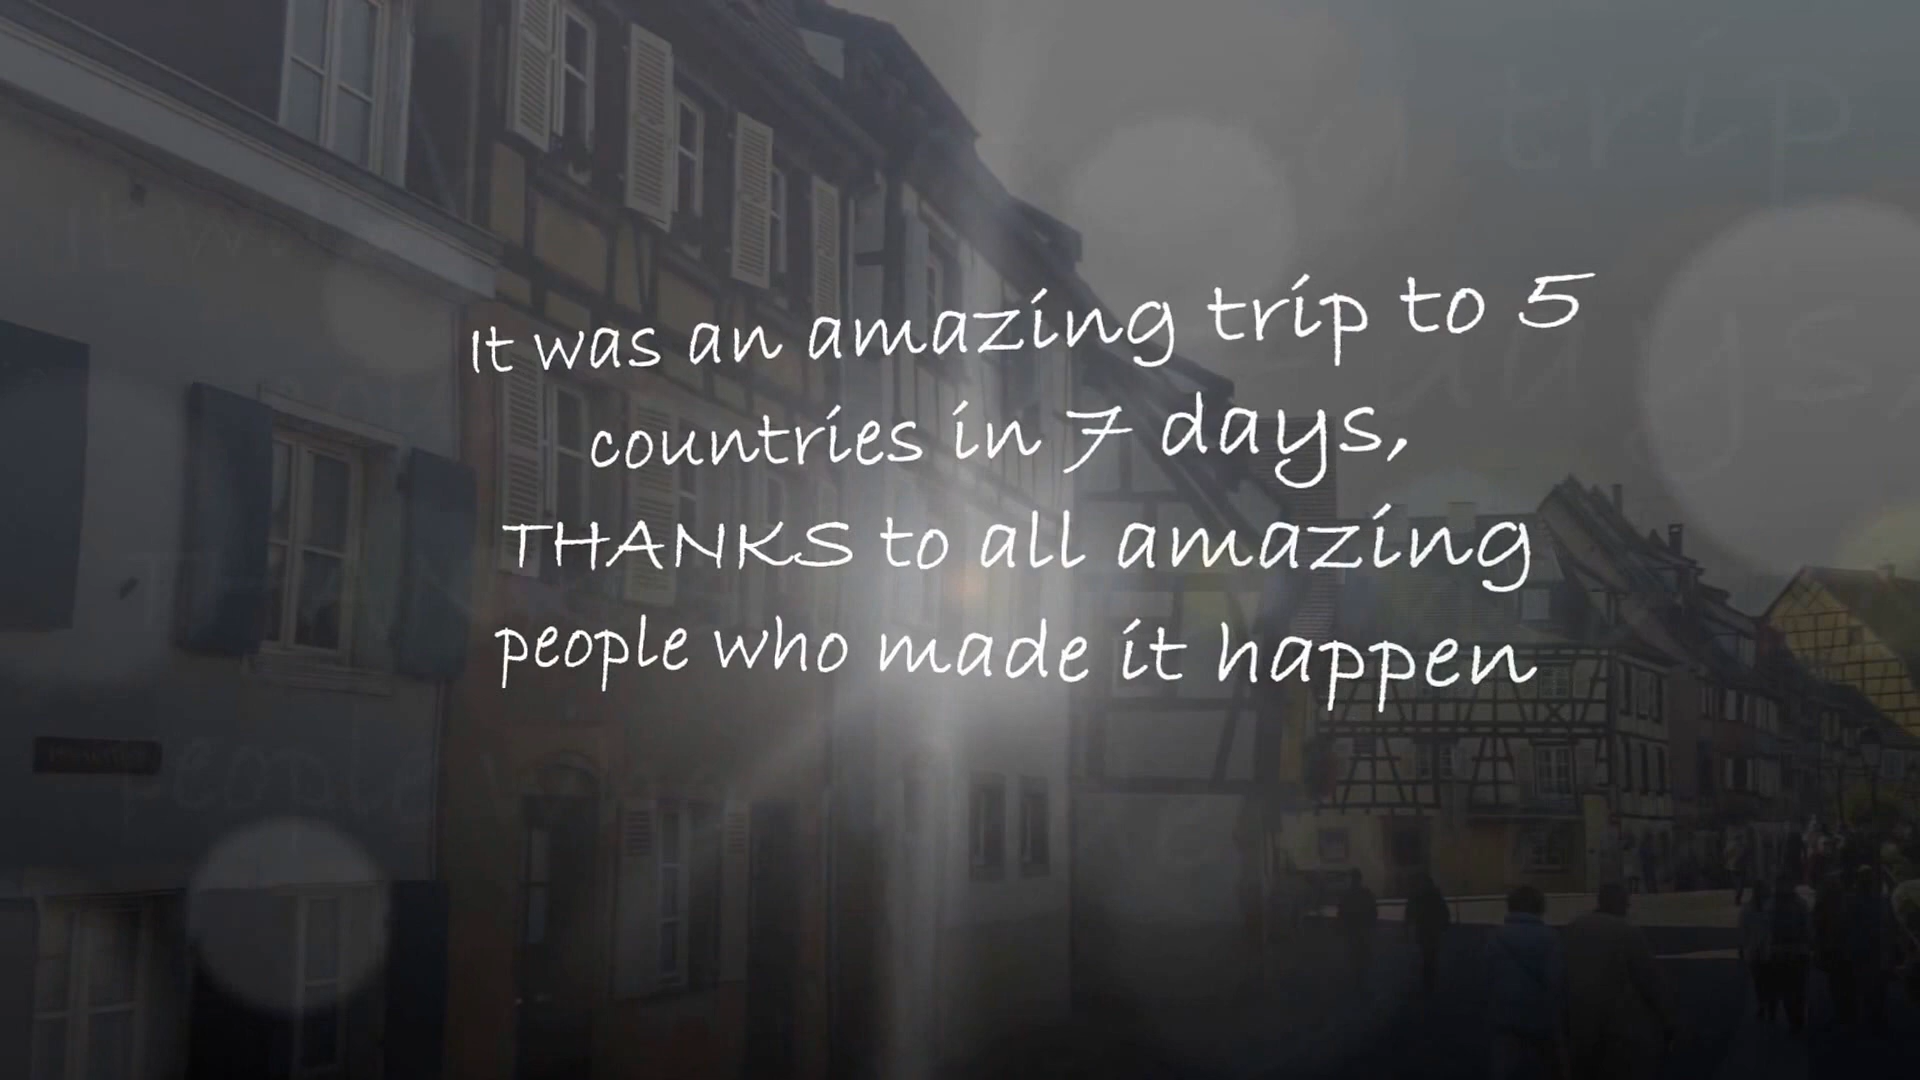 It was an amazing trip to 5
countries in 7 days,
THANKS to all amazing
people who made it happen